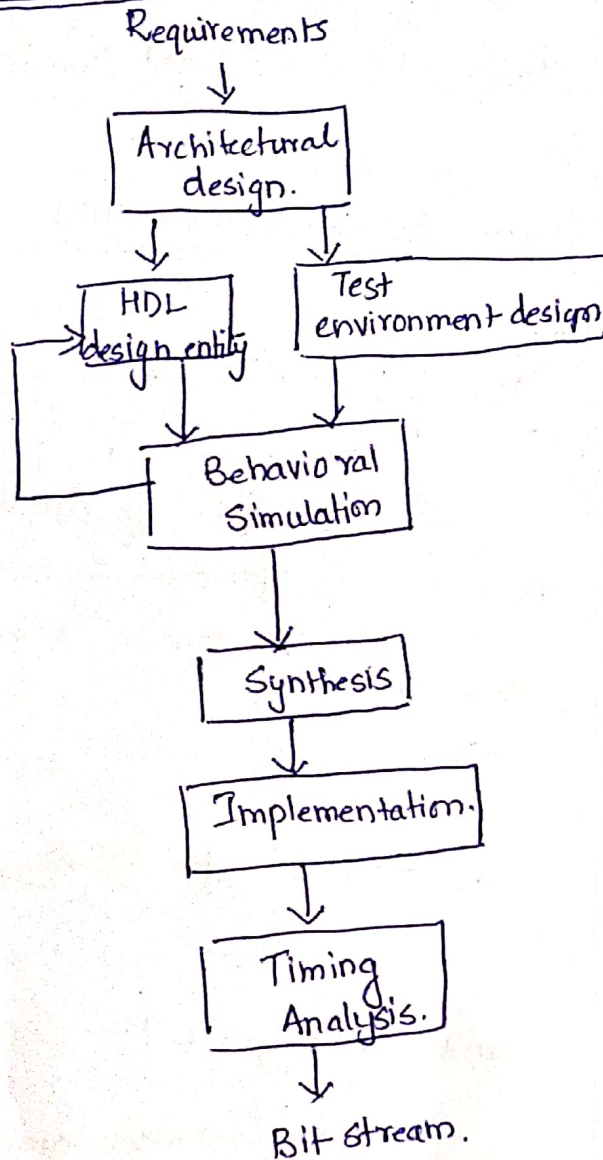 Requirements
Architectural
design.
HDL
design entity
Test
environment design
Behavioral
Simulation
Synthesis
Implementation.
Timing
Analysis.
Bit stream.